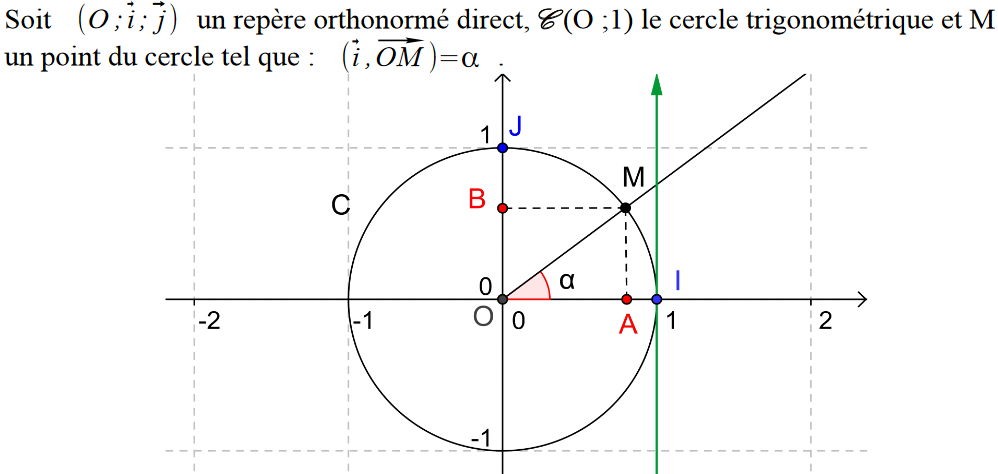 Soit (O ; i⃗ ; j⃗) un repère orthonormé direct, 𝒞(O ;1) le cercle trigonométrique et M
un point du cercle tel que : (i⃗ , OM⃗)=α .
1 J
M
B
C
0 α I
-2 -1 O 0 A 1 2
-1